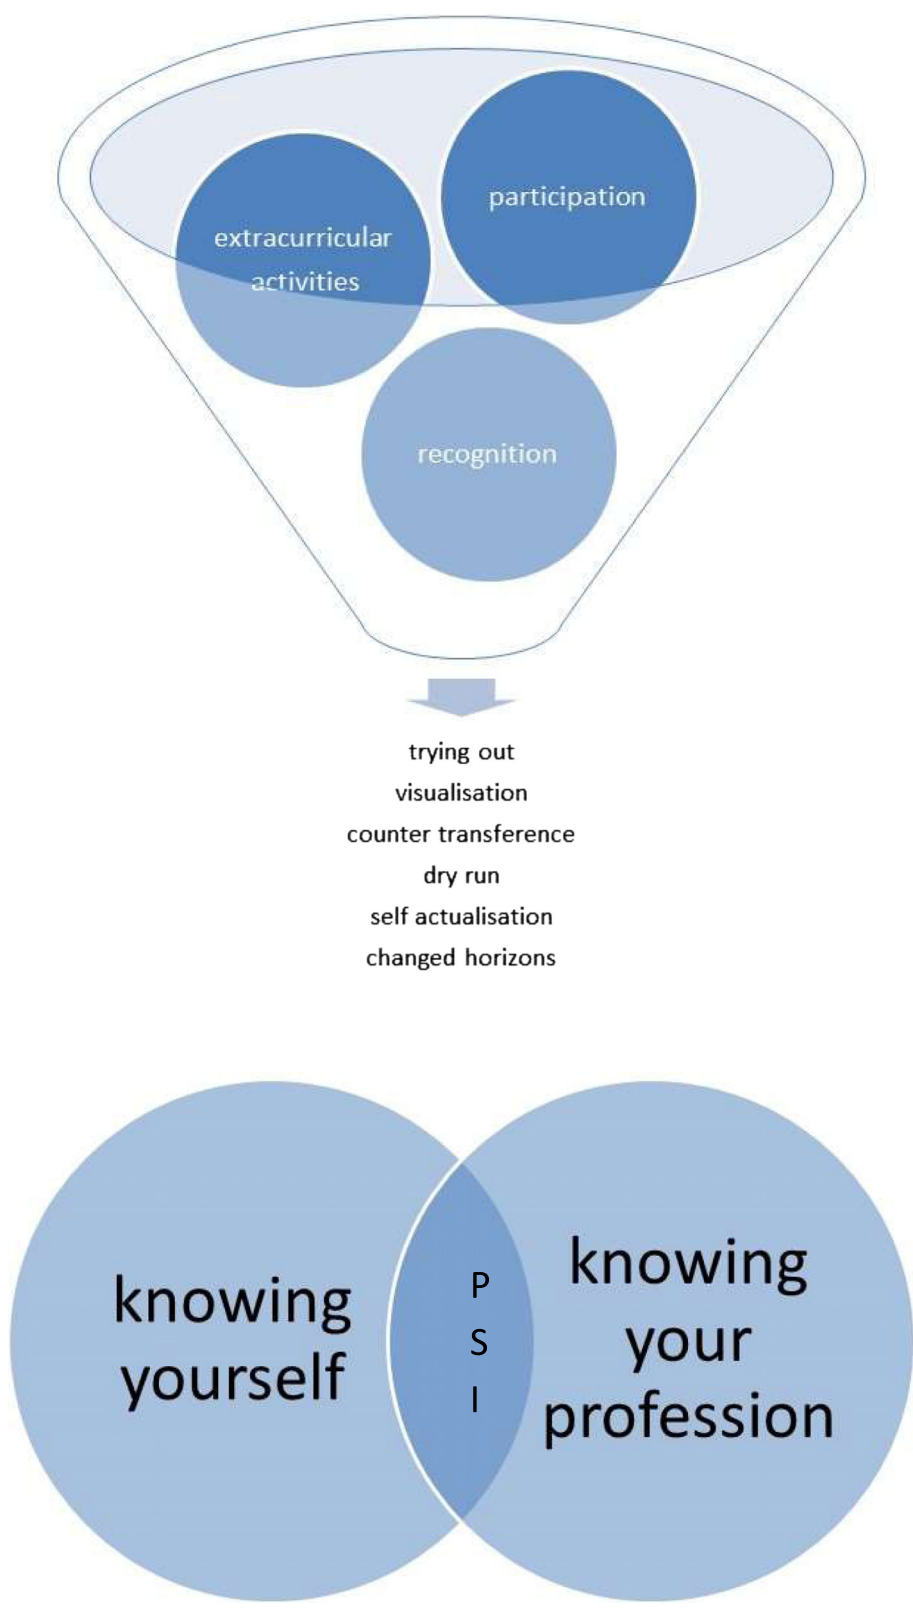 participation
extracurricular
activities
recognition
trying out
visualisation
counter transference
dry run
self actualisation
changed horizons
knowing
yourself
P
S
I
knowing
your
profession